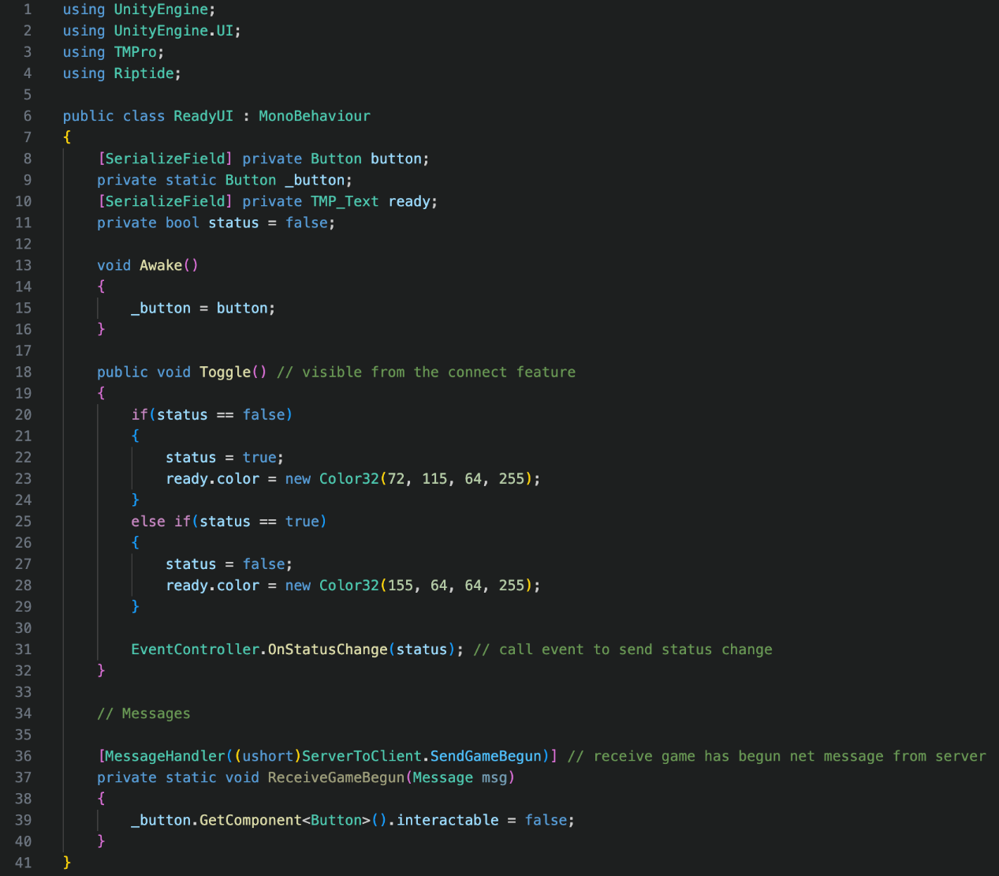 1 using UnityEngine;
2 using UnityEngine.UI;
3 using TMPro;
4 using Riptide;
5
6 public class ReadyUI : MonoBehaviour
7 {
8     [SerializeField] private Button button;
9     private static Button _button;
10     [SerializeField] private TMP_Text ready;
11     private bool status = false;
12
13     void Awake()
14     {
15         _button = button;
16     }
17
18     public void Toggle() // visible from the connect feature
19     {
20         if(status == false)
21         {
22             status = true;
23             ready.color = new Color32(72, 115, 64, 255);
24         }
25         else if(status == true)
26         {
27             status = false;
28             ready.color = new Color32(155, 64, 64, 255);
29         }
30
31         EventController.OnStatusChange(status); // call event to send status change
32     }
33
34     // Messages
35
36     [MessageHandler((ushort)ServerToClient.SendGameBegun)] // receive game has begun net message from server
37     private static void ReceiveGameBegun(Message msg)
38     {
39         _button.GetComponent<Button>().interactable = false;
40     }
41 }